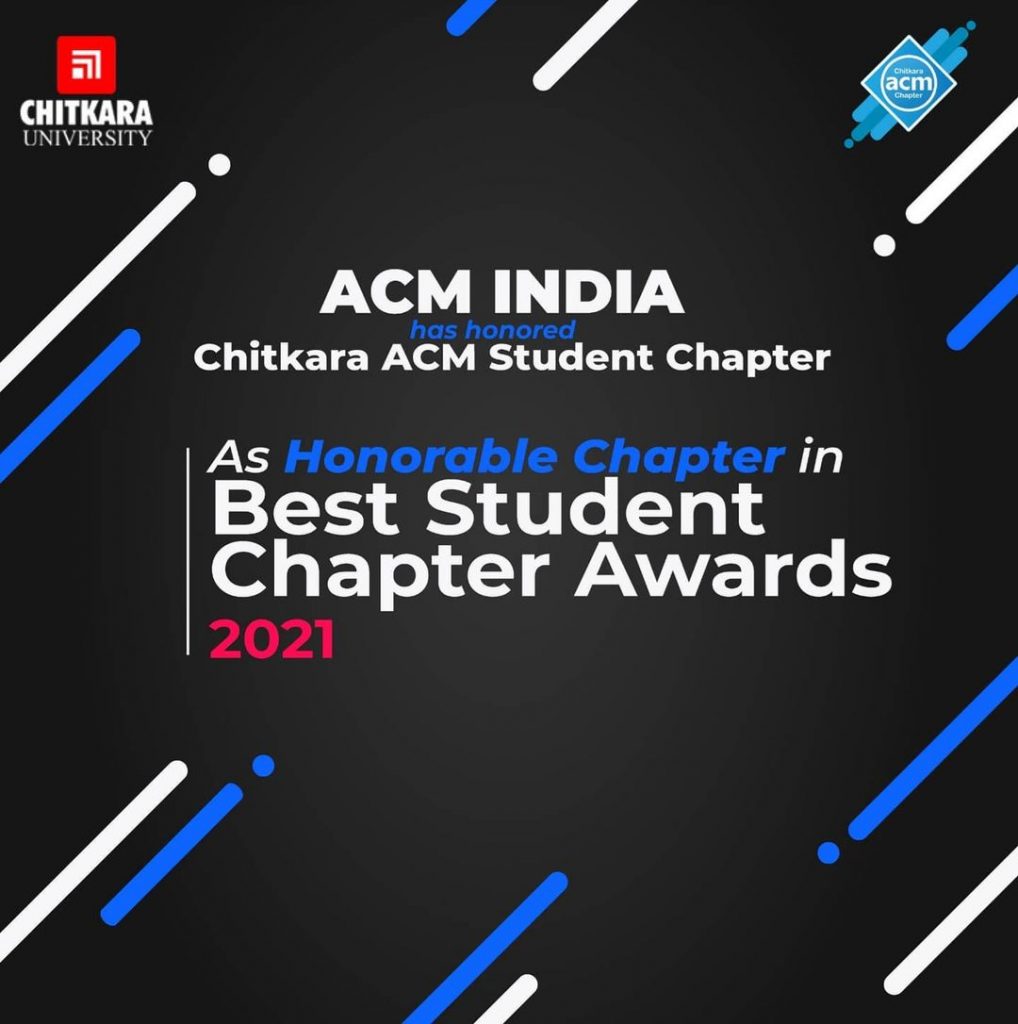 CHITKARA
UNIVERSITY
Chitkara
acm
Chapter
ACM INDIA
has honored
Chitkara ACM Student Chapter
As Honorable Chapter in
Best Student
Chapter Awards
2021